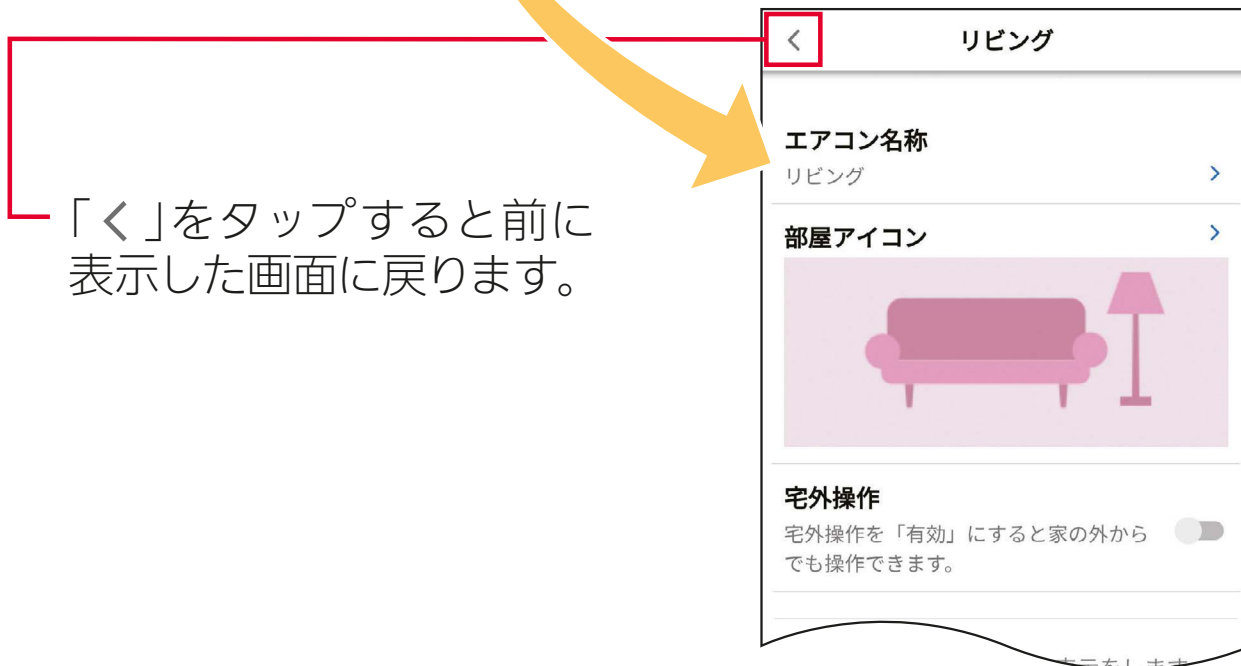 「く」をタップすると前に
表示した画面に戻ります。
リビング
エアコン名称
リビング
部屋アイコン
宅外操作
宅外操作を「有効」にすると家の外から
でも操作できます。